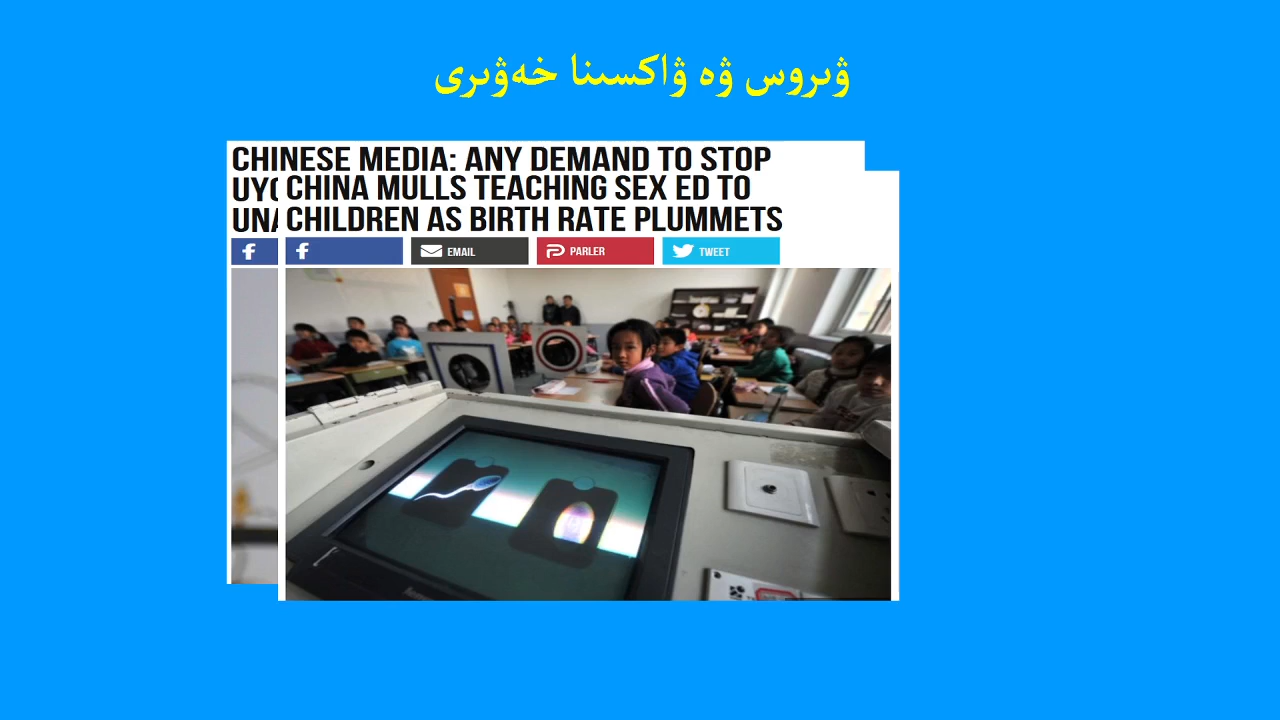 ۋىروس ۋە ۋاكسىنا خەۋىرى
CHINESE MEDIA: ANY DEMAND TO STOP
CHINA MULLS TEACHING SEX ED TO
CHILDREN AS BIRTH RATE PLUMMETS
EMAIL
PARLER
TWEET